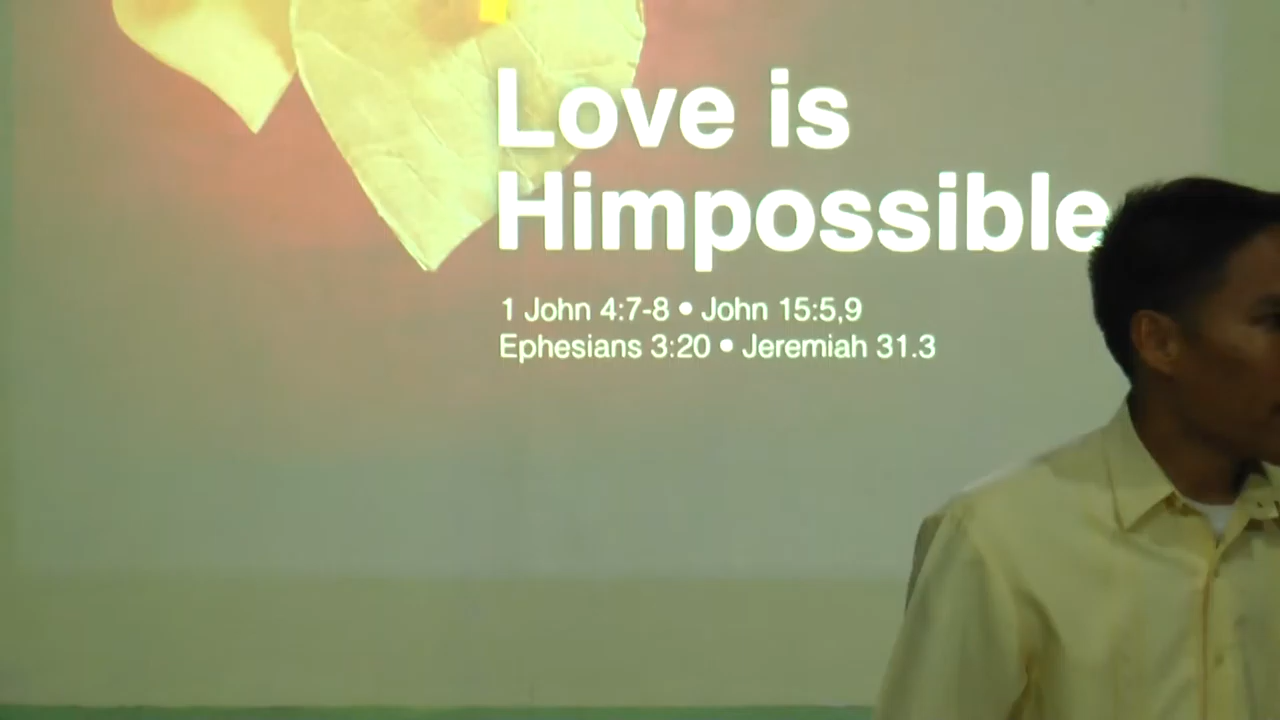 Love is
Himpossible
1 John 4:7-8 • John 15:5,9
Ephesians 3:20 • Jeremiah 31.3